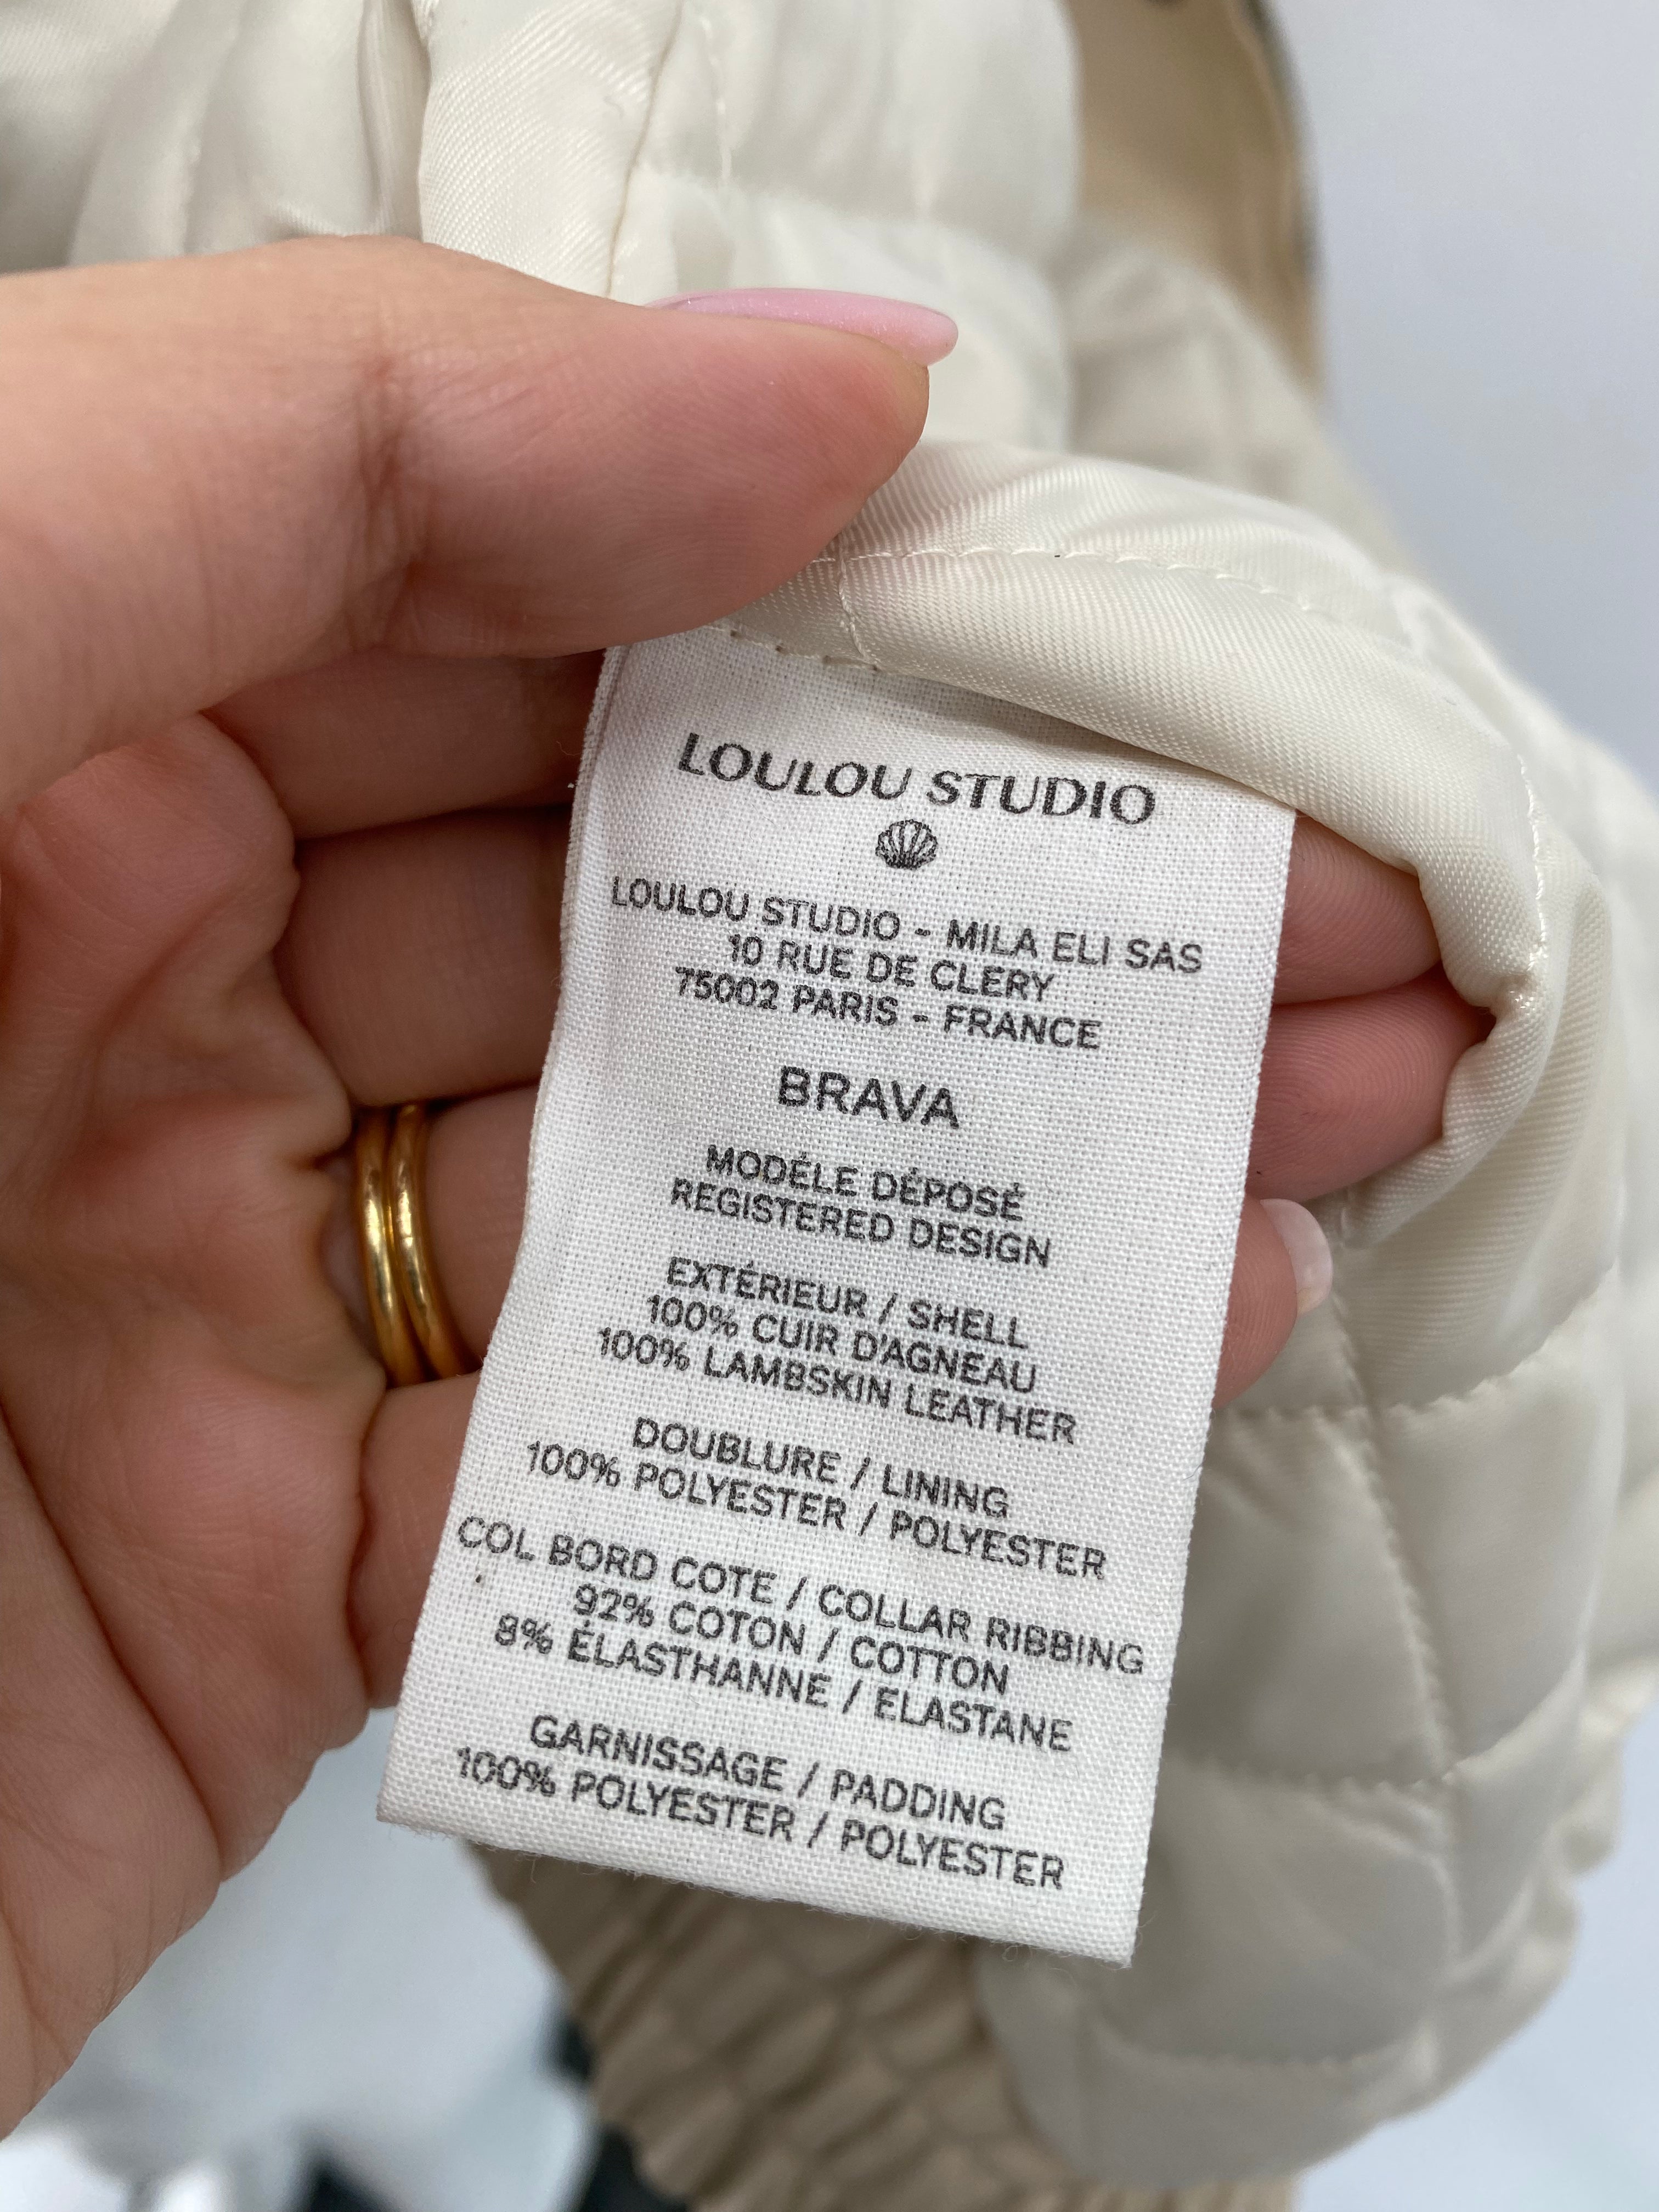 LOULOU STUDIO
LOULOU STUDIO - MILA ELI SAS
10 RUE DE CLERY
75002 PARIS - FRANCE
BRAVA
MODÈLE DÉPOSÉ
REGISTERED DESIGN
EXTÉRIEUR / SHELL
100% CUIR D'AGNEAU
100% LAMBSKIN LEATHER
DOUBLURE / LINING
100% POLYESTER / POLYESTER
COL BORD COTE / COLLAR RIBBING
92% COTON / COTTON
8% ÉLASTHANNE / ELASTANE
GARNISSAGE / PADDING
100% POLYESTER / POLYESTER